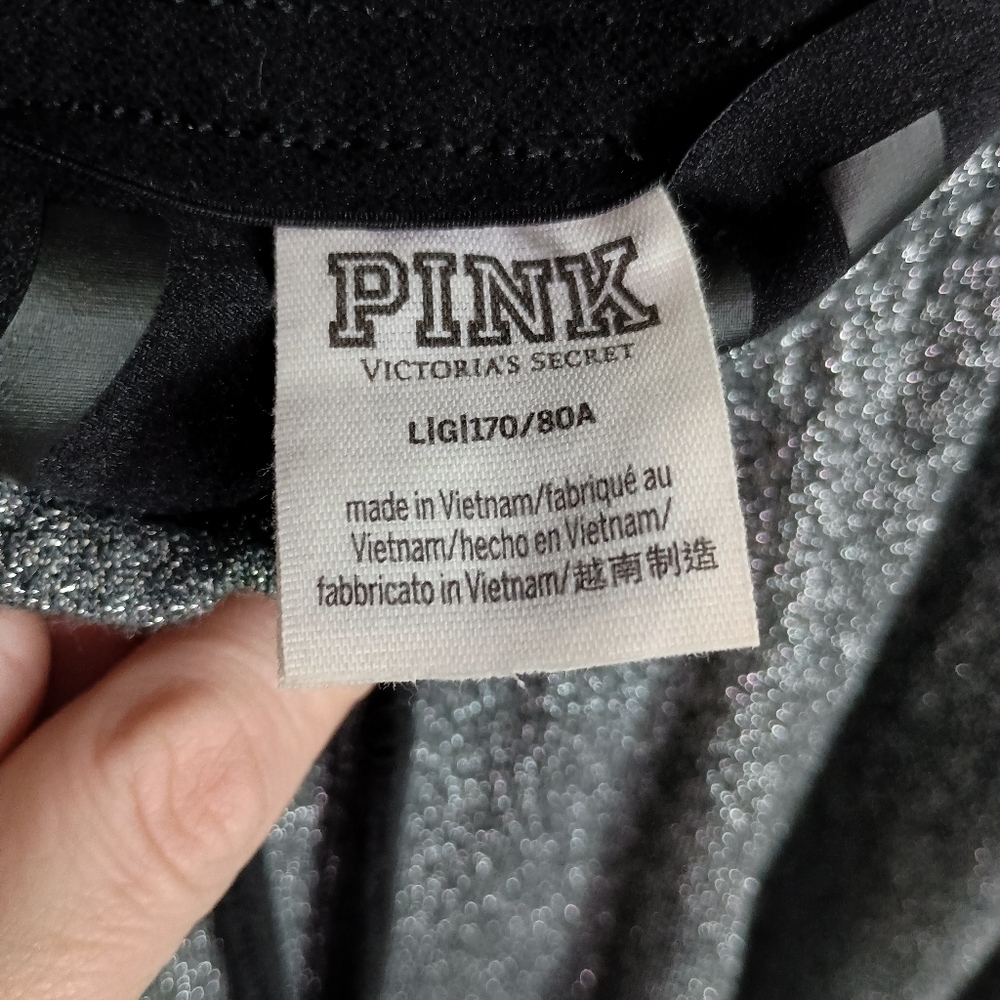 PINK
VICTORIA'S SECRET
L|G|170/80A
made in Vietnam/fabriqué au
Vietnam/hecho en Vietnam/
fabbricato in Vietnam/越南制造